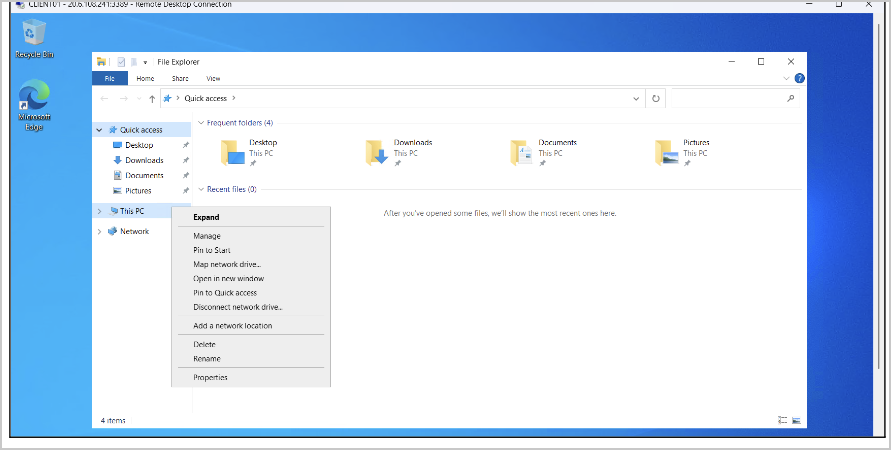 CLIENT01 - 20.6.108.241:3389 - Remote Desktop Connection
Recycle Bin
Microsoft
Edge
File Explorer
File Home Share View
Quick access
Quick access
Desktop
Downloads
Documents
Pictures
This PC
Network
Frequent folders (4)
Desktop
This PC
Downloads
This PC
Documents
This PC
Pictures
This PC
Recent files (0)
After you've opened some files, we'll show the most recent ones here.
Expand
Manage
Pin to Start
Map network drive...
Open in new window
Pin to Quick access
Disconnect network drive...
Add a network location
Delete
Rename
Properties
4 items